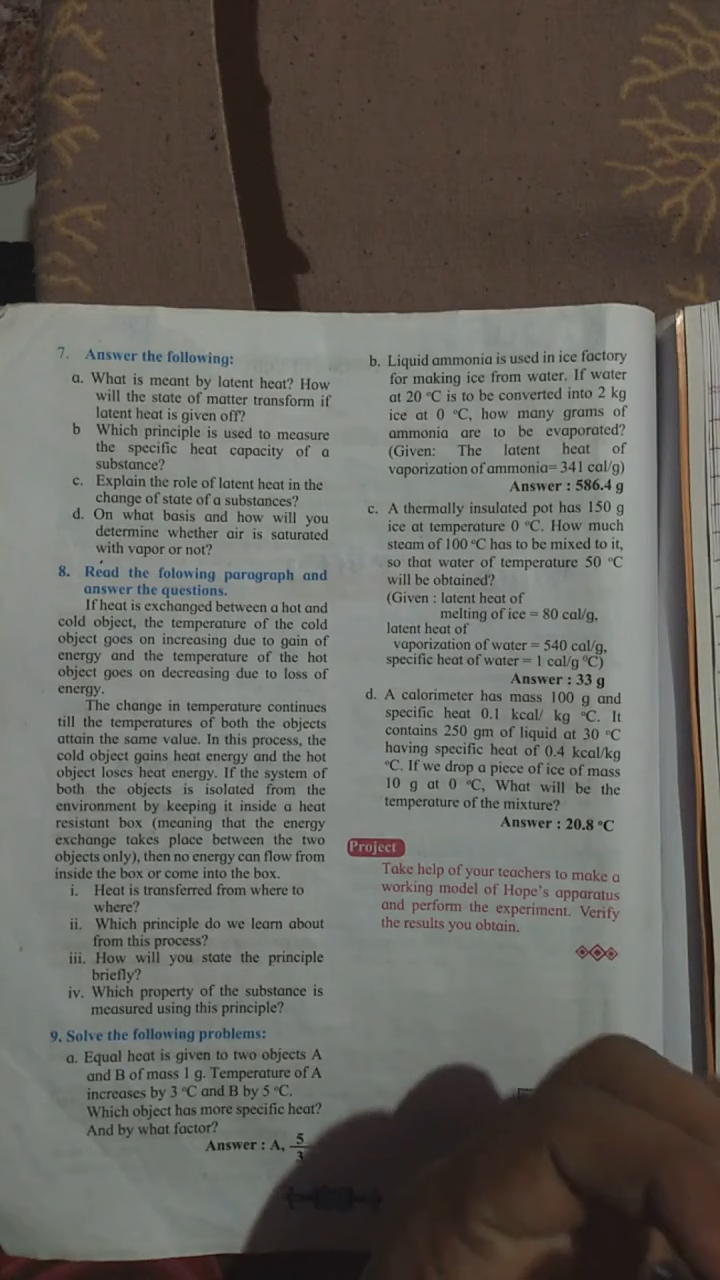 7. Answer the following:
a. What is meant by latent heat? How
will the state of matter transform if
latent heat is given off?
b Which principle is used to measure
the specific heat capacity of a
substance?
c. Explain the role of latent heat in the
change of state of a substances?
d. On what basis and how will you
determine whether air is saturated
with vapor or not?
8. Read the folowing paragraph and
answer the questions.
If heat is exchanged between a hot and
cold object, the temperature of the cold
object goes on increasing due to gain of
energy and the temperature of the hot
object goes on decreasing due to loss of
energy.
The change in temperature continues
till the temperatures of both the objects
attain the same value. In this process, the
cold object gains heat energy and the hot
object loses heat energy. If the system of
both the objects is isolated from the
environment by keeping it inside a heat
resistant box (meaning that the energy
exchange takes place between the two
objects only), then no energy can flow from
inside the box or come into the box.
i. Heat is transferred from where to
where?
ii. Which principle do we learn about
from this process?
iii. How will you state the principle
briefly?
iv. Which property of the substance is
measured using this principle?
9. Solve the following problems:
a. Equal heat is given to two objects A
and B of mass 1 g. Temperature of A
increases by 3 °C and B by 5 °C.
Which object has more specific heat?
And by what factor?
Answer : A, 5/3
b. Liquid ammonia is used in ice factory
for making ice from water. If water
at 20 °C is to be converted into 2 kg
ice at 0 °C, how many grams of
ammonia are to be evaporated?
(Given: The latent heat of
vaporization of ammonia= 341 cal/g)
Answer : 586.4 g
c. A thermally insulated pot has 150 g
ice at temperature 0 °C. How much
steam of 100 °C has to be mixed to it,
so that water of temperature 50 °C
will be obtained?
(Given : latent heat of
melting of ice = 80 cal/g,
latent heat of
vaporization of water = 540 cal/g,
specific heat of water = 1 cal/g °C)
Answer : 33 g
d. A calorimeter has mass 100 g and
specific heat 0.1 kcal/ kg °C. It
contains 250 gm of liquid at 30 °C
having specific heat of 0.4 kcal/kg
°C. If we drop a piece of ice of mass
10 g at 0 °C, What will be the
temperature of the mixture?
Answer : 20.8 °C
Project
Take help of your teachers to make a
working model of Hope's apparatus
and perform the experiment. Verify
the results you obtain.